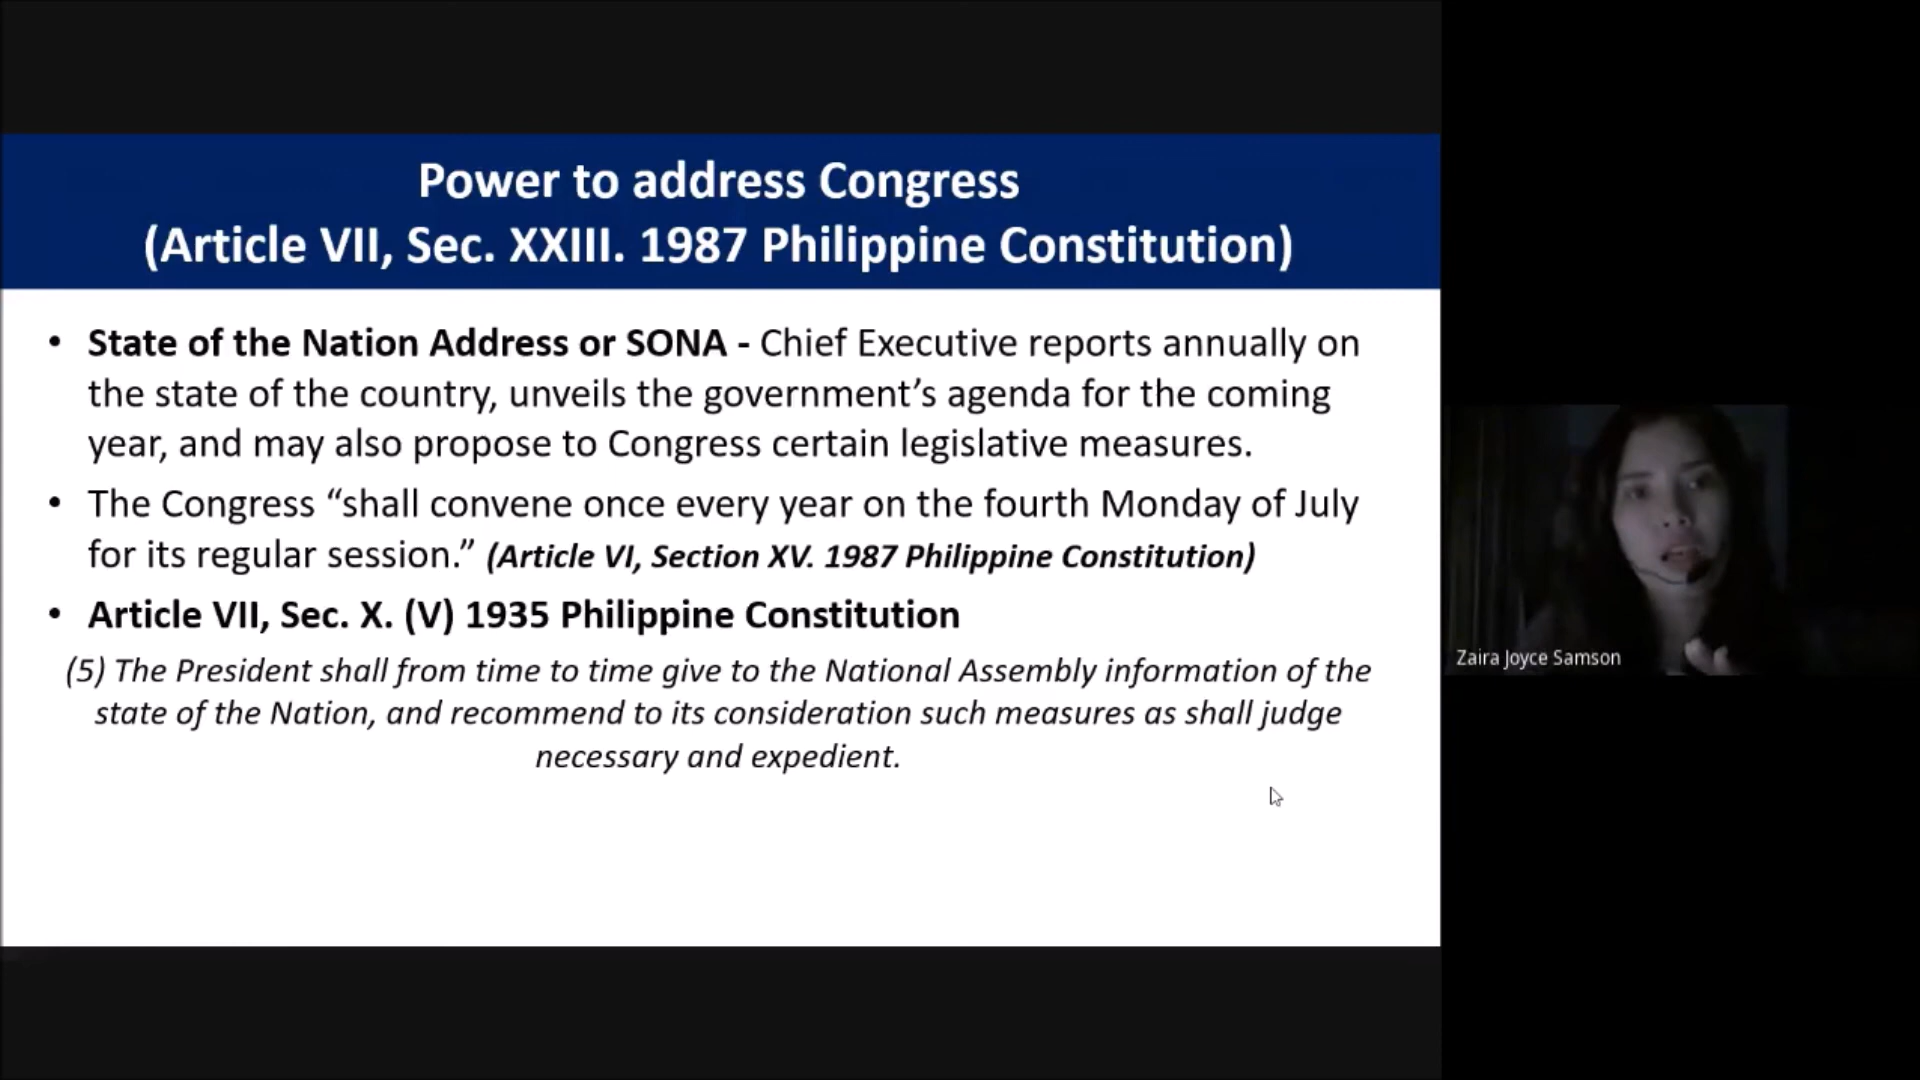 Power to address Congress
(Article VII, Sec. XXIII. 1987 Philippine Constitution)
• State of the Nation Address or SONA - Chief Executive reports annually on
the state of the country, unveils the government’s agenda for the coming
year, and may also propose to Congress certain legislative measures.
• The Congress “shall convene once every year on the fourth Monday of July
for its regular session.” (Article VI, Section XV. 1987 Philippine Constitution)
• Article VII, Sec. X. (V) 1935 Philippine Constitution
(5) The President shall from time to time give to the National Assembly information of the
state of the Nation, and recommend to its consideration such measures as shall judge
necessary and expedient.
Zaira Joyce Samson